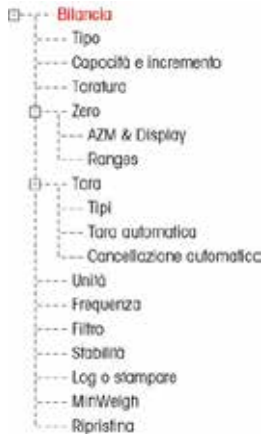 Bilancia
Tipo
Capacità e incremento
Taratura
Zero
AZM & Display
Ranges
Tara
Tipi
Tara automatica
Cancellazione automatica
Unità
Frequenza
Filtro
Stabilità
Log o stampare
MinWeigh
Ripristina